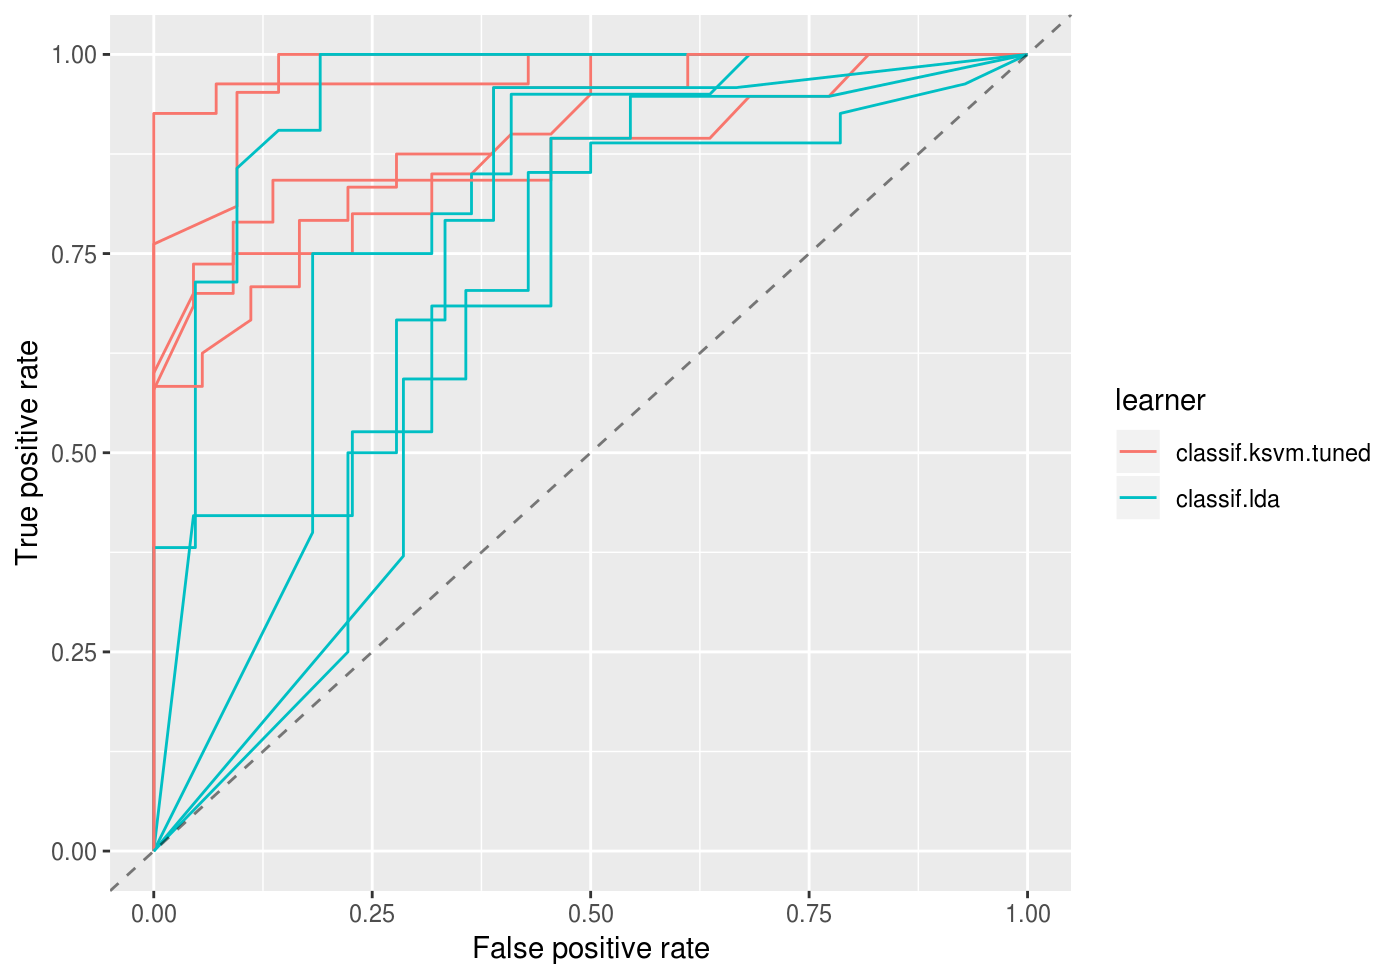 1.00
0.75
0.50
0.25
0.00
True positive rate
0.00 0.25 0.50 0.75 1.00
False positive rate
learner
classif.ksvm.tuned
classif.lda